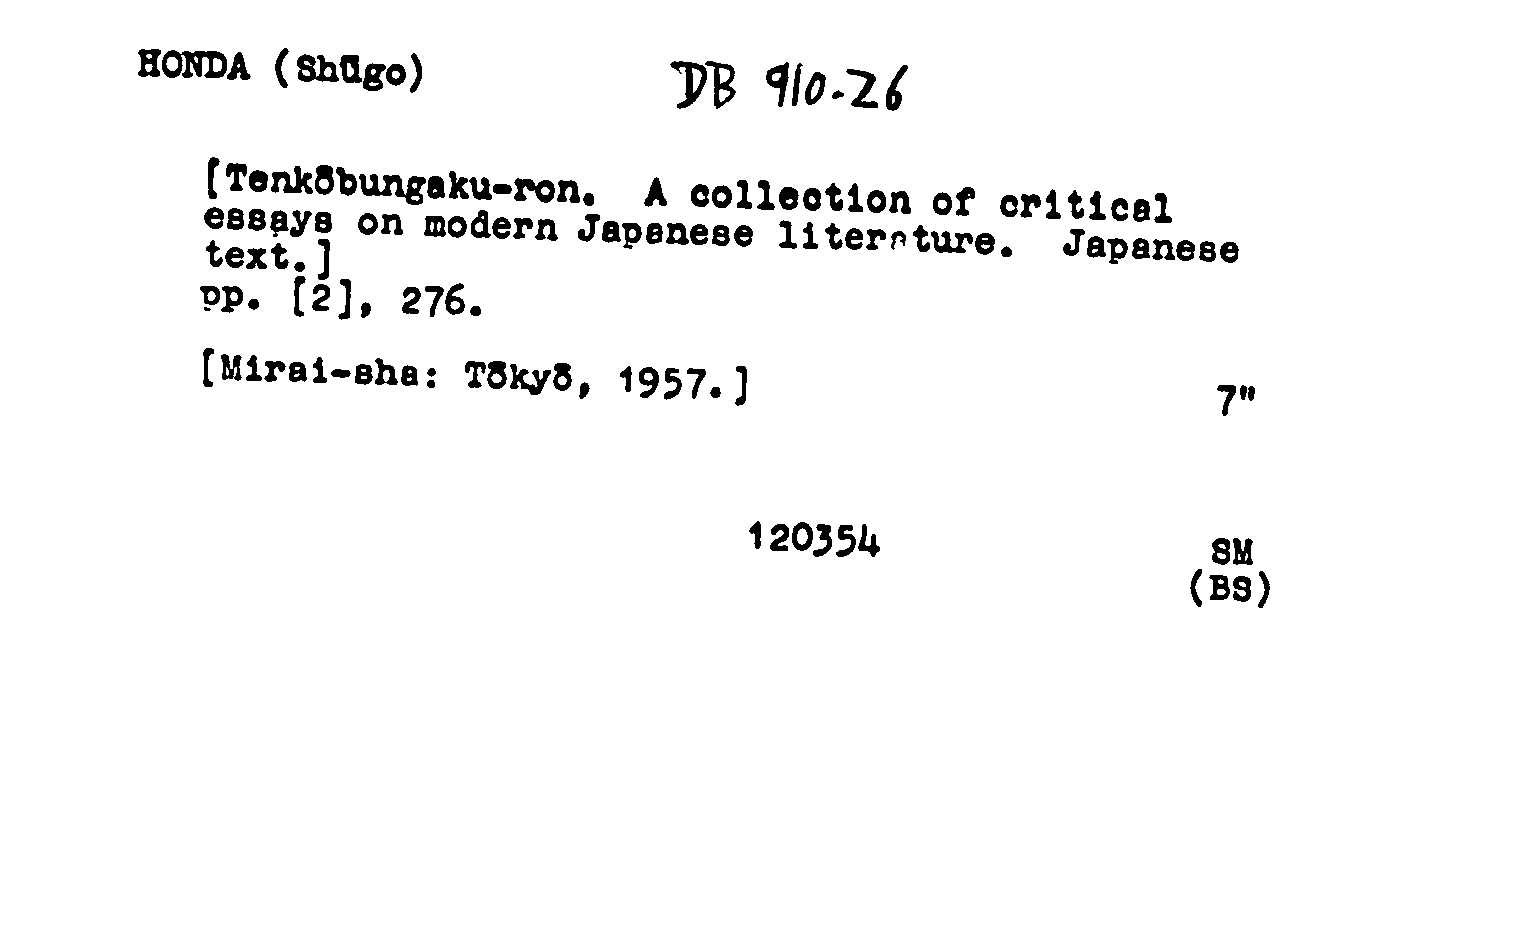 HONDA (Shūgo)
DB 910.26
[Tenkōbungaku-ron. A collection of critical
essays on modern Japanese literature. Japanese
text.]
pp. [2], 276.
[Mirai-sha: Tōkyō, 1957.]
7"
120354
SM
(BS)